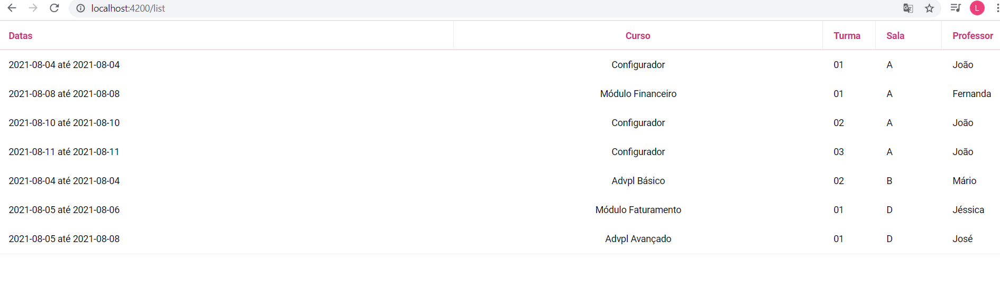 localhost:4200/list
L
Datas Curso Turma Sala Professor
2021-08-04 até 2021-08-04 Configurador 01 A João
2021-08-08 até 2021-08-08 Módulo Financeiro 01 A Fernanda
2021-08-10 até 2021-08-10 Configurador 02 A João
2021-08-11 até 2021-08-11 Configurador 03 A João
2021-08-04 até 2021-08-04 Advpl Básico 02 B Mário
2021-08-05 até 2021-08-06 Módulo Faturamento 01 D Jéssica
2021-08-05 até 2021-08-08 Advpl Avançado 01 D José